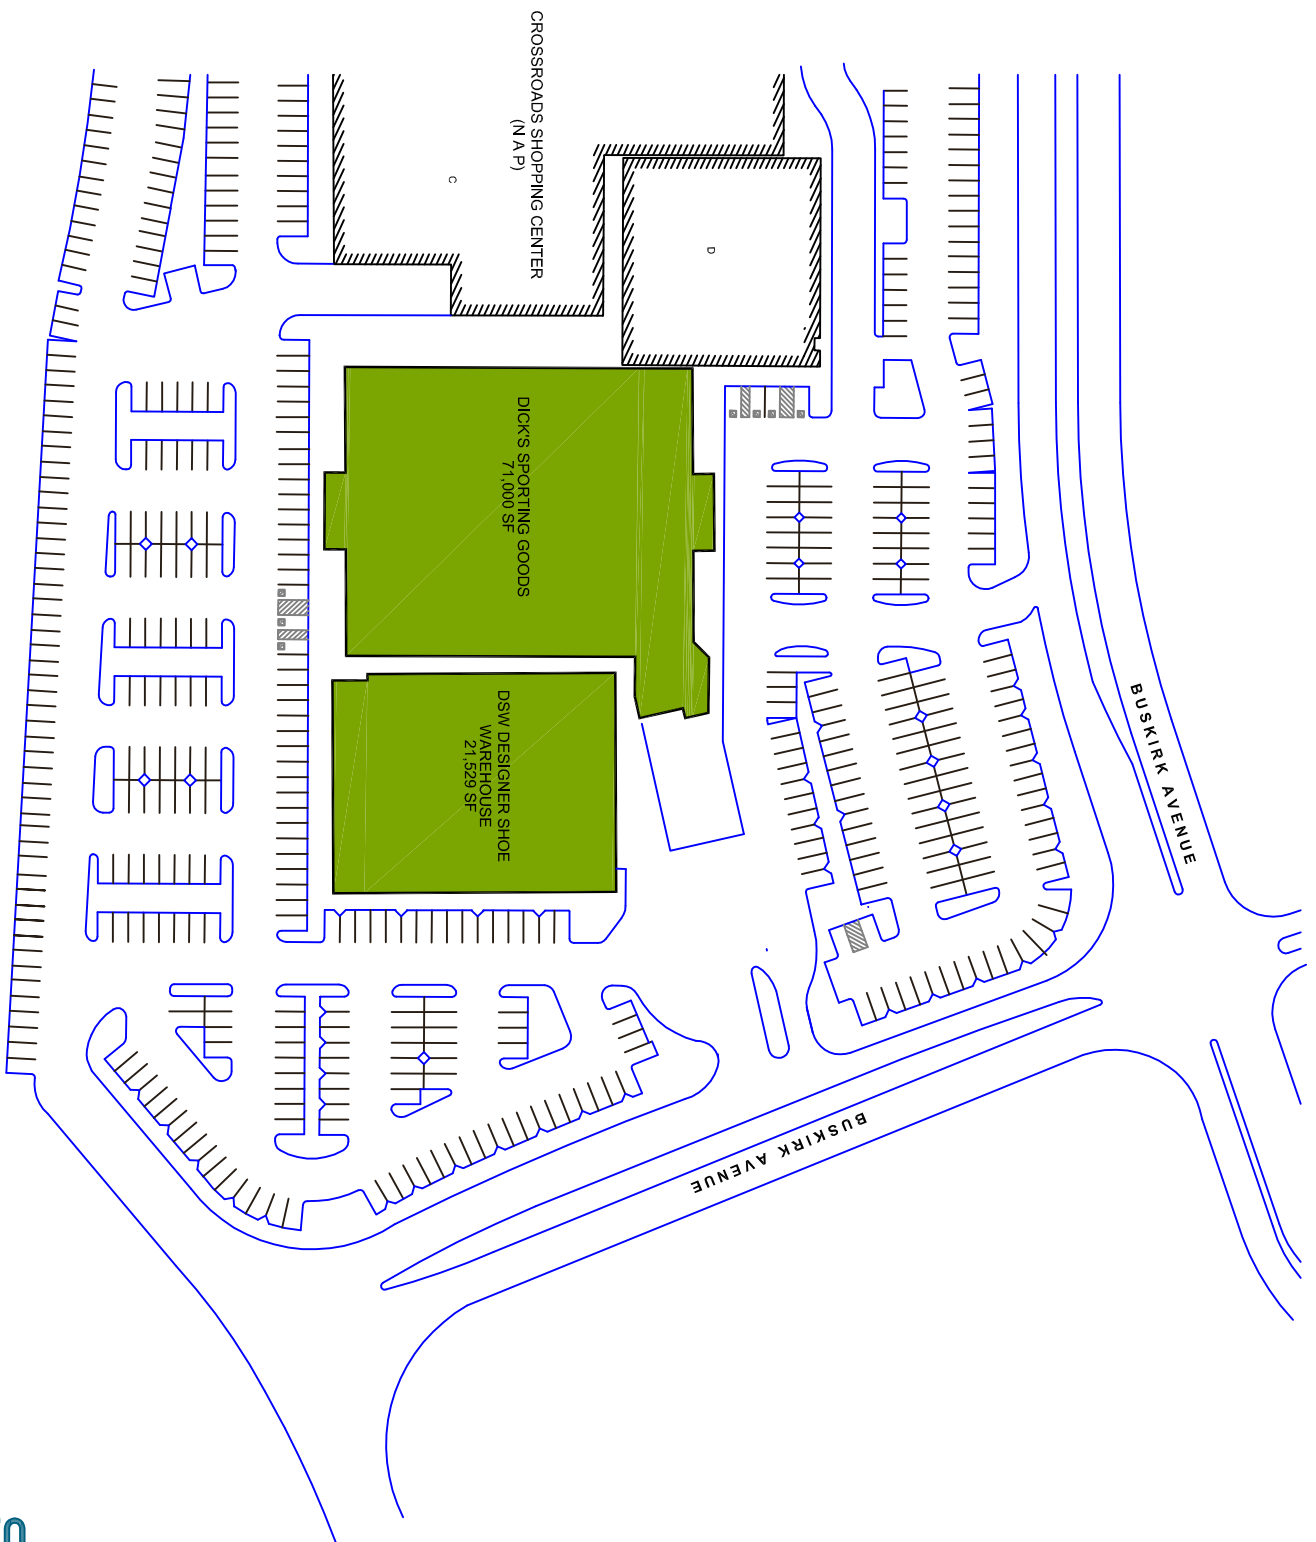 CROSSROADS SHOPPING CENTER
(N A P)
C
D
DICK'S SPORTING GOODS
71,000 SF
DSW DESIGNER SHOE
WAREHOUSE
21,529 SF
BUSKIRK AVENUE
BUSKIRK AVENUE